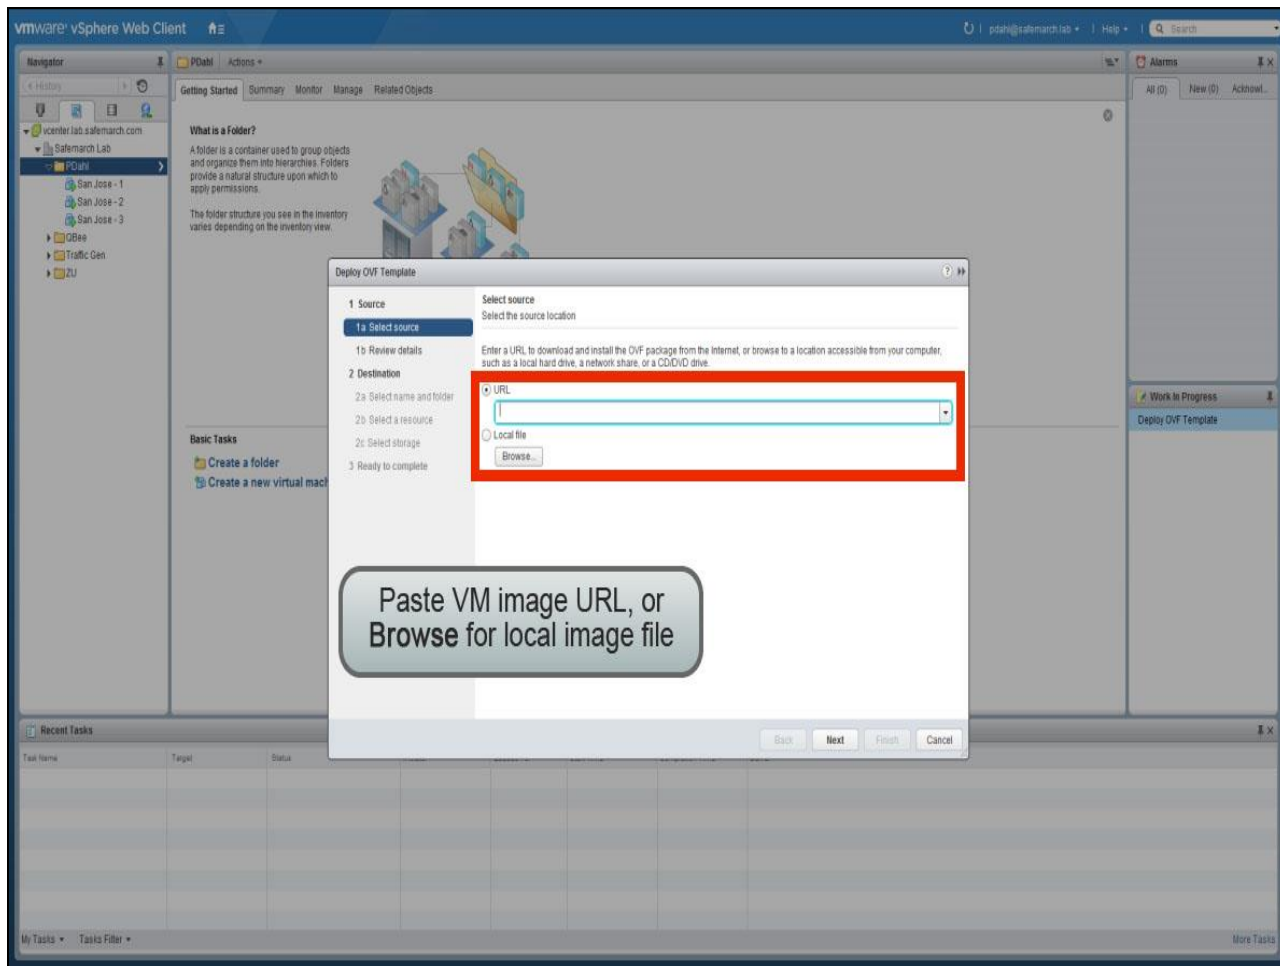 vmware® vSphere Web Client
pdahl@safemarch.lab
Help
Search
Navigator
History
vcenter.lab.safemarch.com
Safemarch Lab
PDahl
San Jose - 1
San Jose - 2
San Jose - 3
QBee
Traffic Gen
ZU
PDahl Actions
Getting Started Summary Monitor Manage Related Objects
What is a Folder?
A folder is a container used to group objects
and organize them into hierarchies. Folders
provide a natural structure upon which to
apply permissions.
The folder structure you see in the inventory
varies depending on the inventory view.
Basic Tasks
Create a folder
Create a new virtual mach
Deploy OVF Template
1 Source
1a Select source
1b Review details
2 Destination
2a Select name and folder
2b Select a resource
2c Select storage
3 Ready to complete
Select source
Select the source location
Enter a URL to download and install the OVF package from the Internet, or browse to a location accessible from your computer,
such as a local hard drive, a network share, or a CD/DVD drive.
URL
Local file
Browse...
Paste VM image URL, or
Browse for local image file
Back Next Finish Cancel
Alarms
All (0) New (0) Acknowl...
Work In Progress
Deploy OVF Template
Recent Tasks
Task Name Target Status
My Tasks Tasks Filter
More Tasks